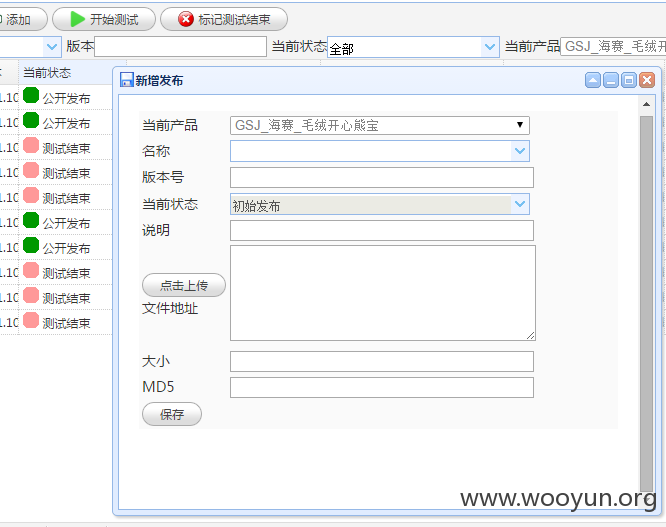 添加 开始测试 标记测试结束
版本 当前状态 全部 当前产品 GSJ_海赛_毛绒开
当前状态
新增发布
1.10 公开发布
1.10 公开发布
1.10 测试结束
1.10 测试结束
1.10 测试结束
1.10 公开发布
1.10 公开发布
1.10 测试结束
1.10 测试结束
1.10 测试结束
当前产品 GSJ_海赛_毛绒开心熊宝
名称
版本号
当前状态 初始发布
说明
点击上传
文件地址
大小
MD5
保存
www.wooyun.org